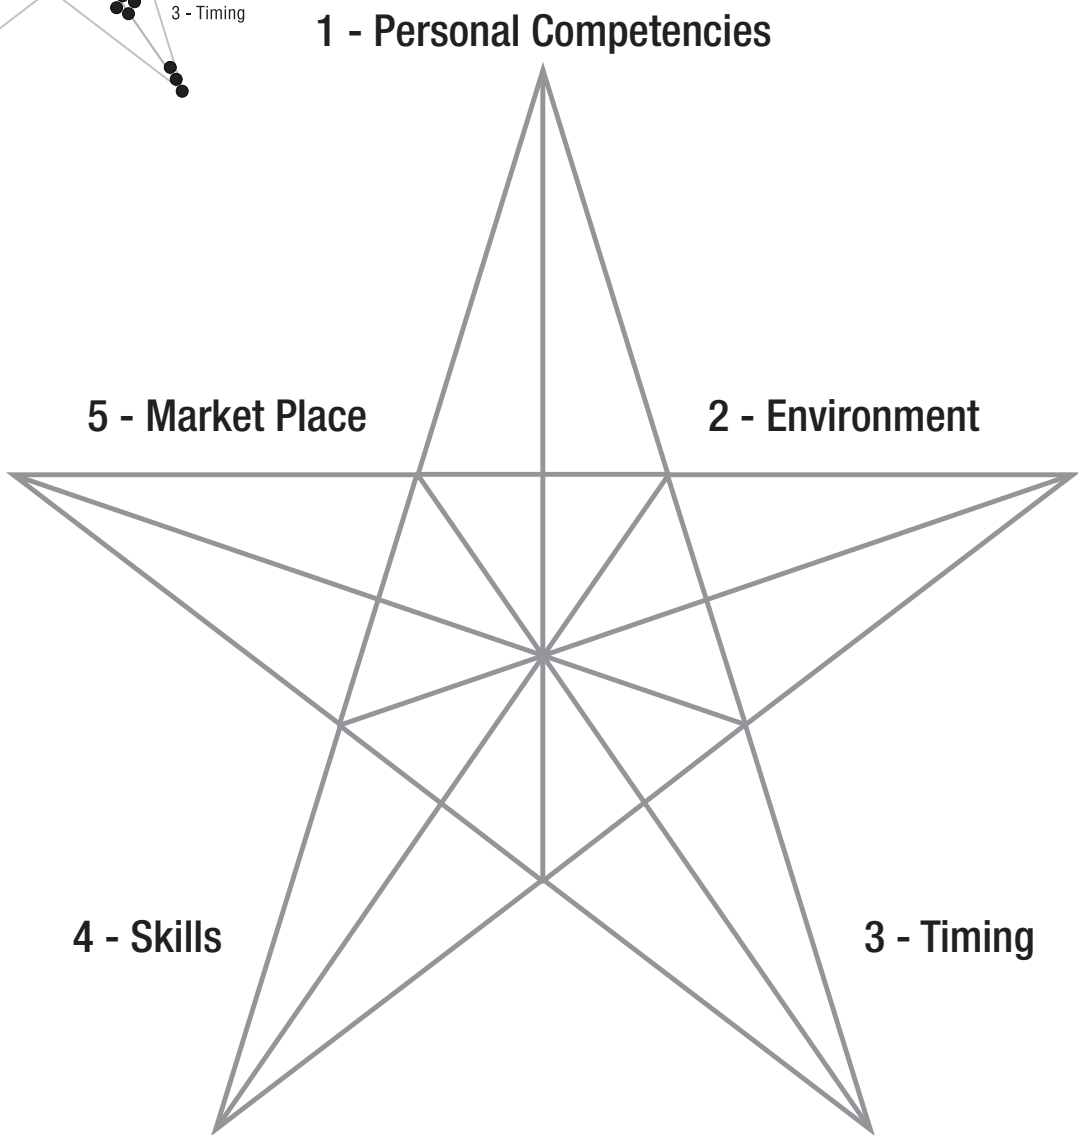 3 - Timing
1 - Personal Competencies
5 - Market Place
2 - Environment
4 - Skills
3 - Timing